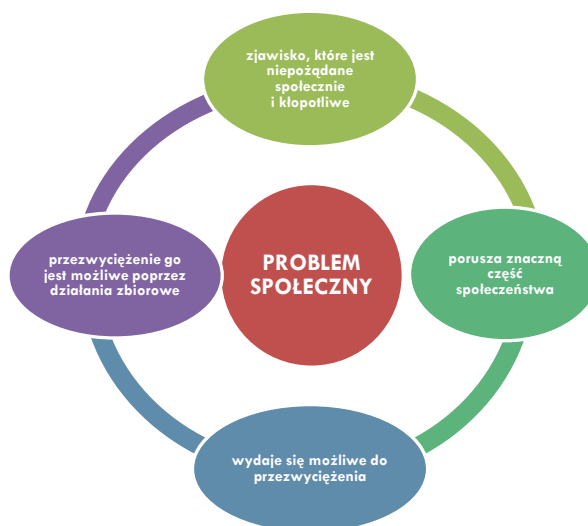 zjawisko, które jest
niepożądane
społecznie
i kłopotliwe
przezwyciężenie go
jest możliwe poprzez
działania zbiorowe
PROBLEM
SPOŁECZNY
porusza znaczną
część
społeczeństwa
wydaje się możliwe do
przezwyciężenia